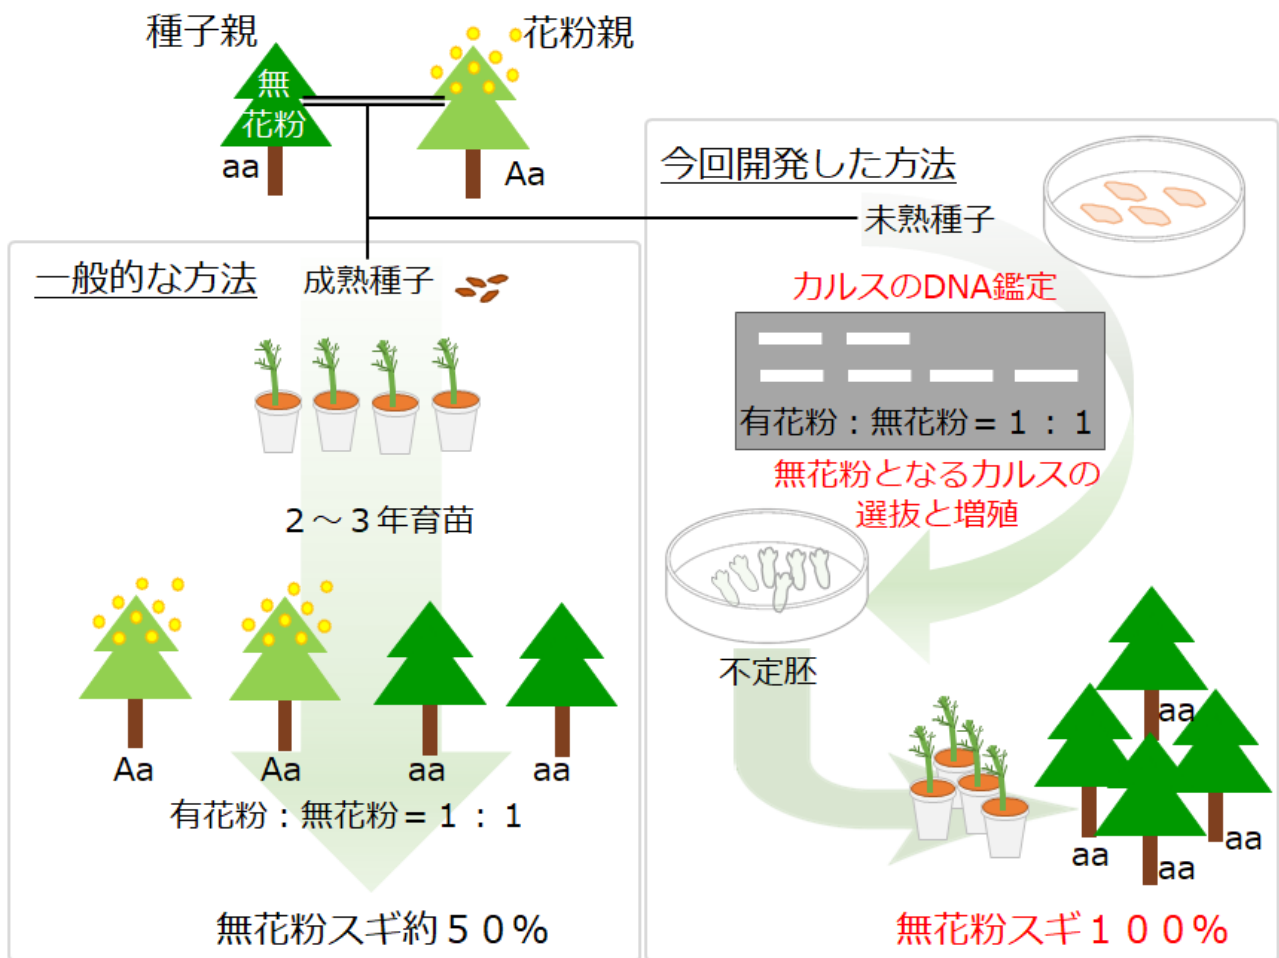 種子親
花粉親
無
花粉
aa
Aa
一般的な方法
成熟種子
2～3年育苗
Aa
Aa
aa
aa
有花粉：無花粉＝1：1
無花粉スギ約50%
今回開発した方法
未熟種子
カルスのDNA鑑定
有花粉：無花粉＝1：1
無花粉となるカルスの
選抜と増殖
不定胚
aa
aa
aa
aa
無花粉スギ100%